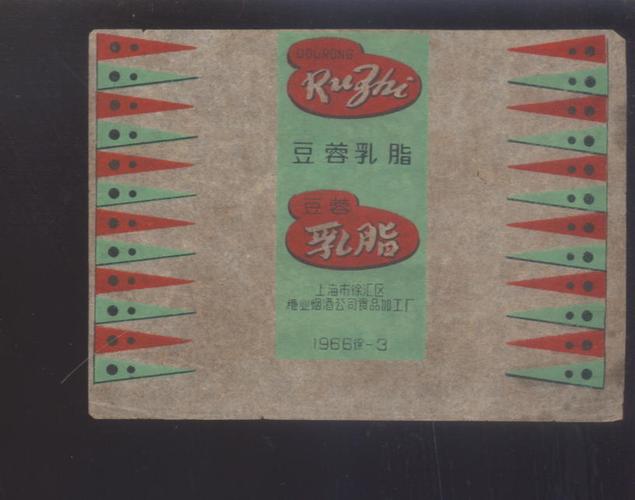 DOURONG
RuZhi
豆蓉乳脂
豆蓉
乳脂
上海市徐汇区
糖业烟酒公司食品加工厂
1966徐-3